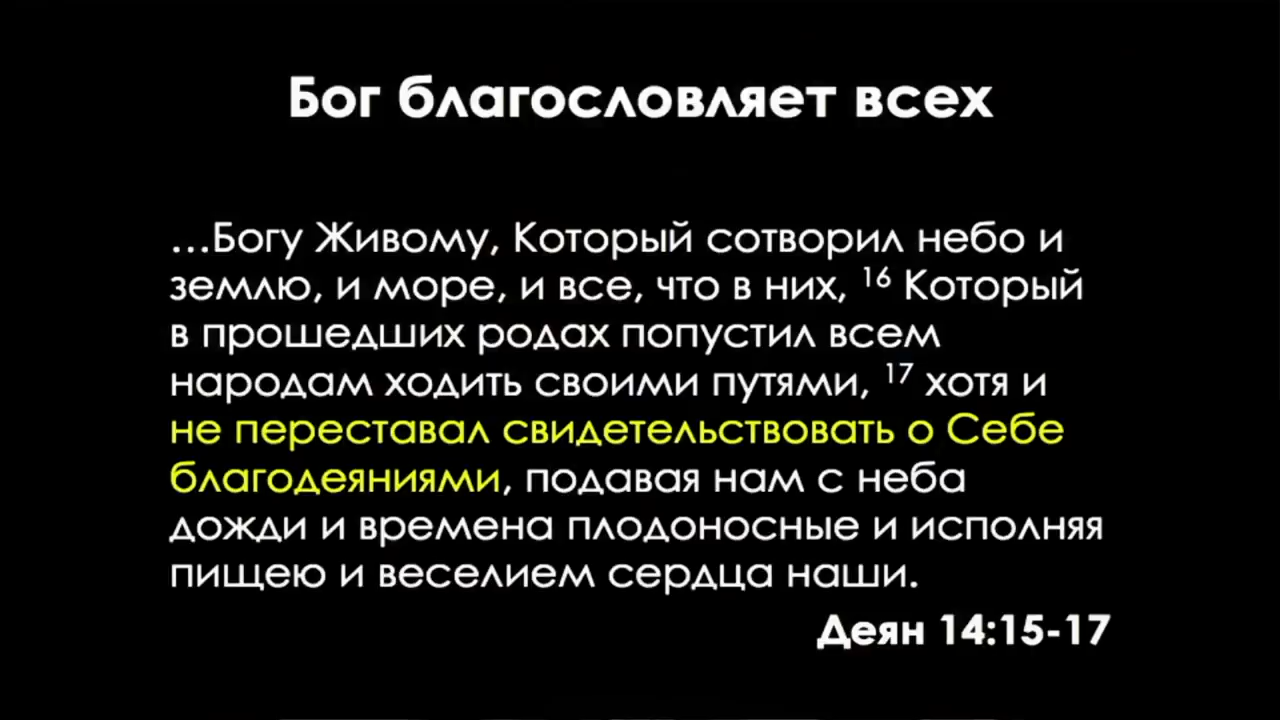 Бог благословляет всех
...Богу Живому, Который сотворил небо и
землю, и море, и все, что в них, 16 Который
в прошедших родах попустил всем
народам ходить своими путями, 17 хотя и
не переставал свидетельствовать о Себе
благодеяниями, подавая нам с неба
дожди и времена плодоносные и исполняя
пищею и веселием сердца наши.
Деян 14:15-17